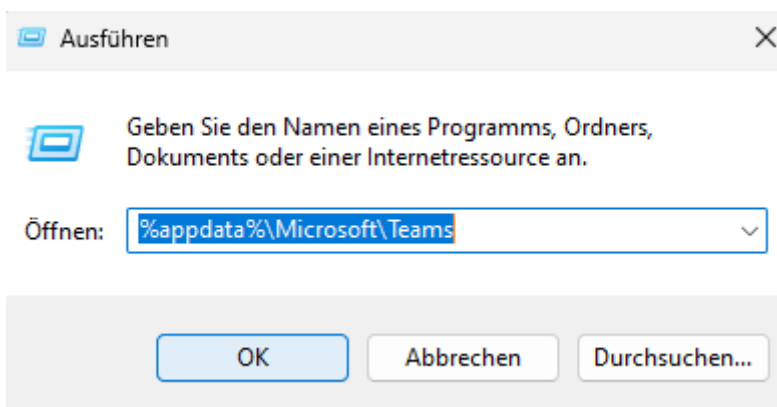 Ausführen
Geben Sie den Namen eines Programms, Ordners,
Dokuments oder einer Internetressource an.
Öffnen: %appdata%\Microsoft\Teams
OK Abbrechen Durchsuchen...